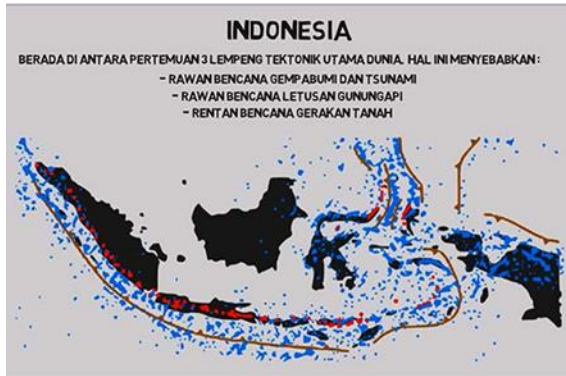 INDONESIA
BERADA DI ANTARA PERTEMUAN 3 LEMPENG TEKTONIK UTAMA DUNIA. HAL INI MENYEBABKAN :
- RAWAN BENCANA GEMPABUMI DAN TSUNAMI
- RAWAN BENCANA LETUSAN GUNUNGAPI
- RENTAN BENCANA GERAKAN TANAH